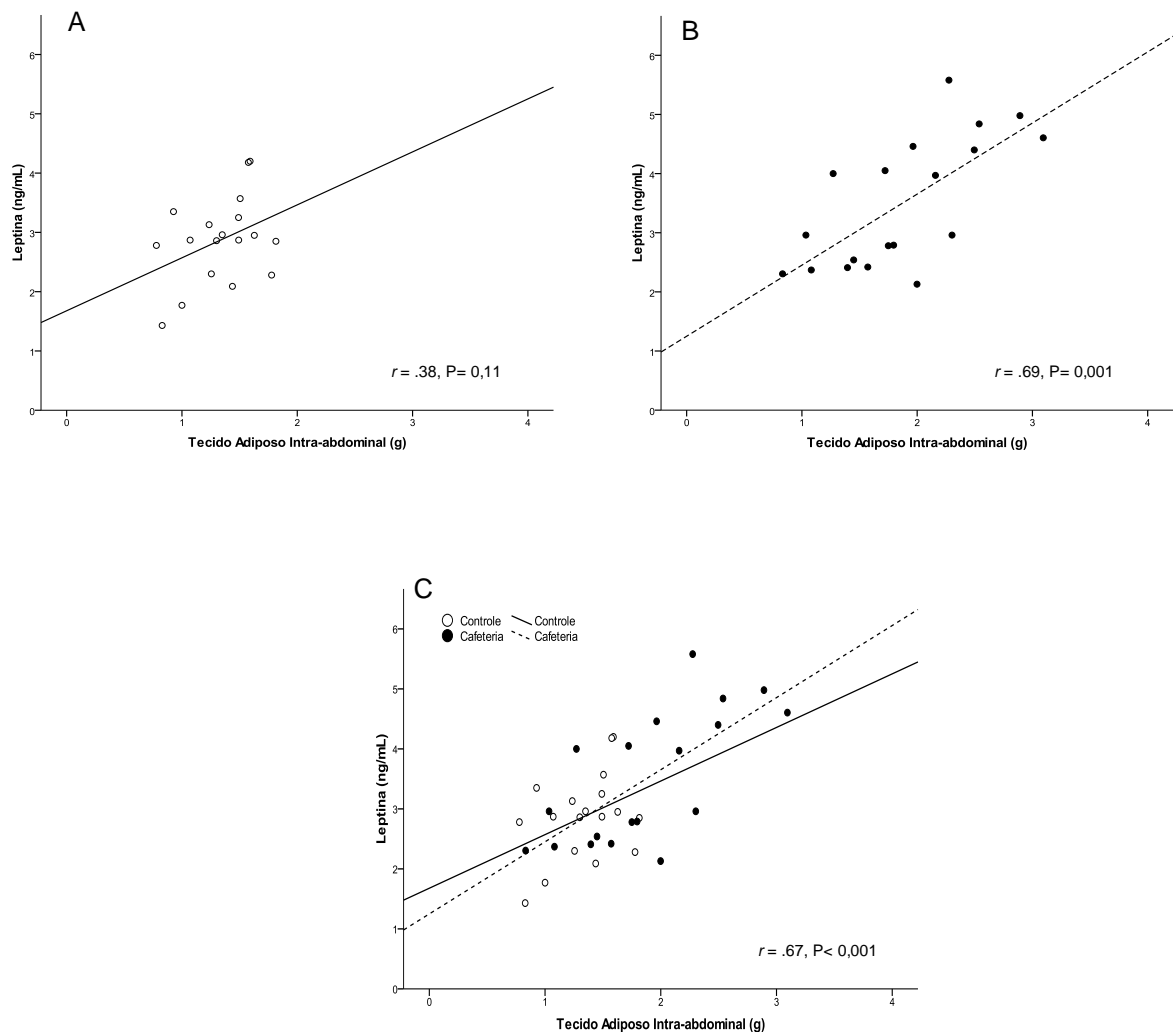 A
6
5
4
3
2
1
0
Leptina (ng/mL)
r = .38, P= 0,11
0 1 2 3 4
Tecido Adiposo Intra-abdominal (g)
B
6
5
4
3
2
1
0
Leptina (ng/mL)
r = .69, P= 0,001
0 1 2 3 4
Tecido Adiposo Intra-abdominal (g)
C
Controle Controle
Cafeteria Cafeteria
6
5
4
3
2
1
0
Leptina (ng/mL)
r = .67, P< 0,001
0 1 2 3 4
Tecido Adiposo Intra-abdominal (g)